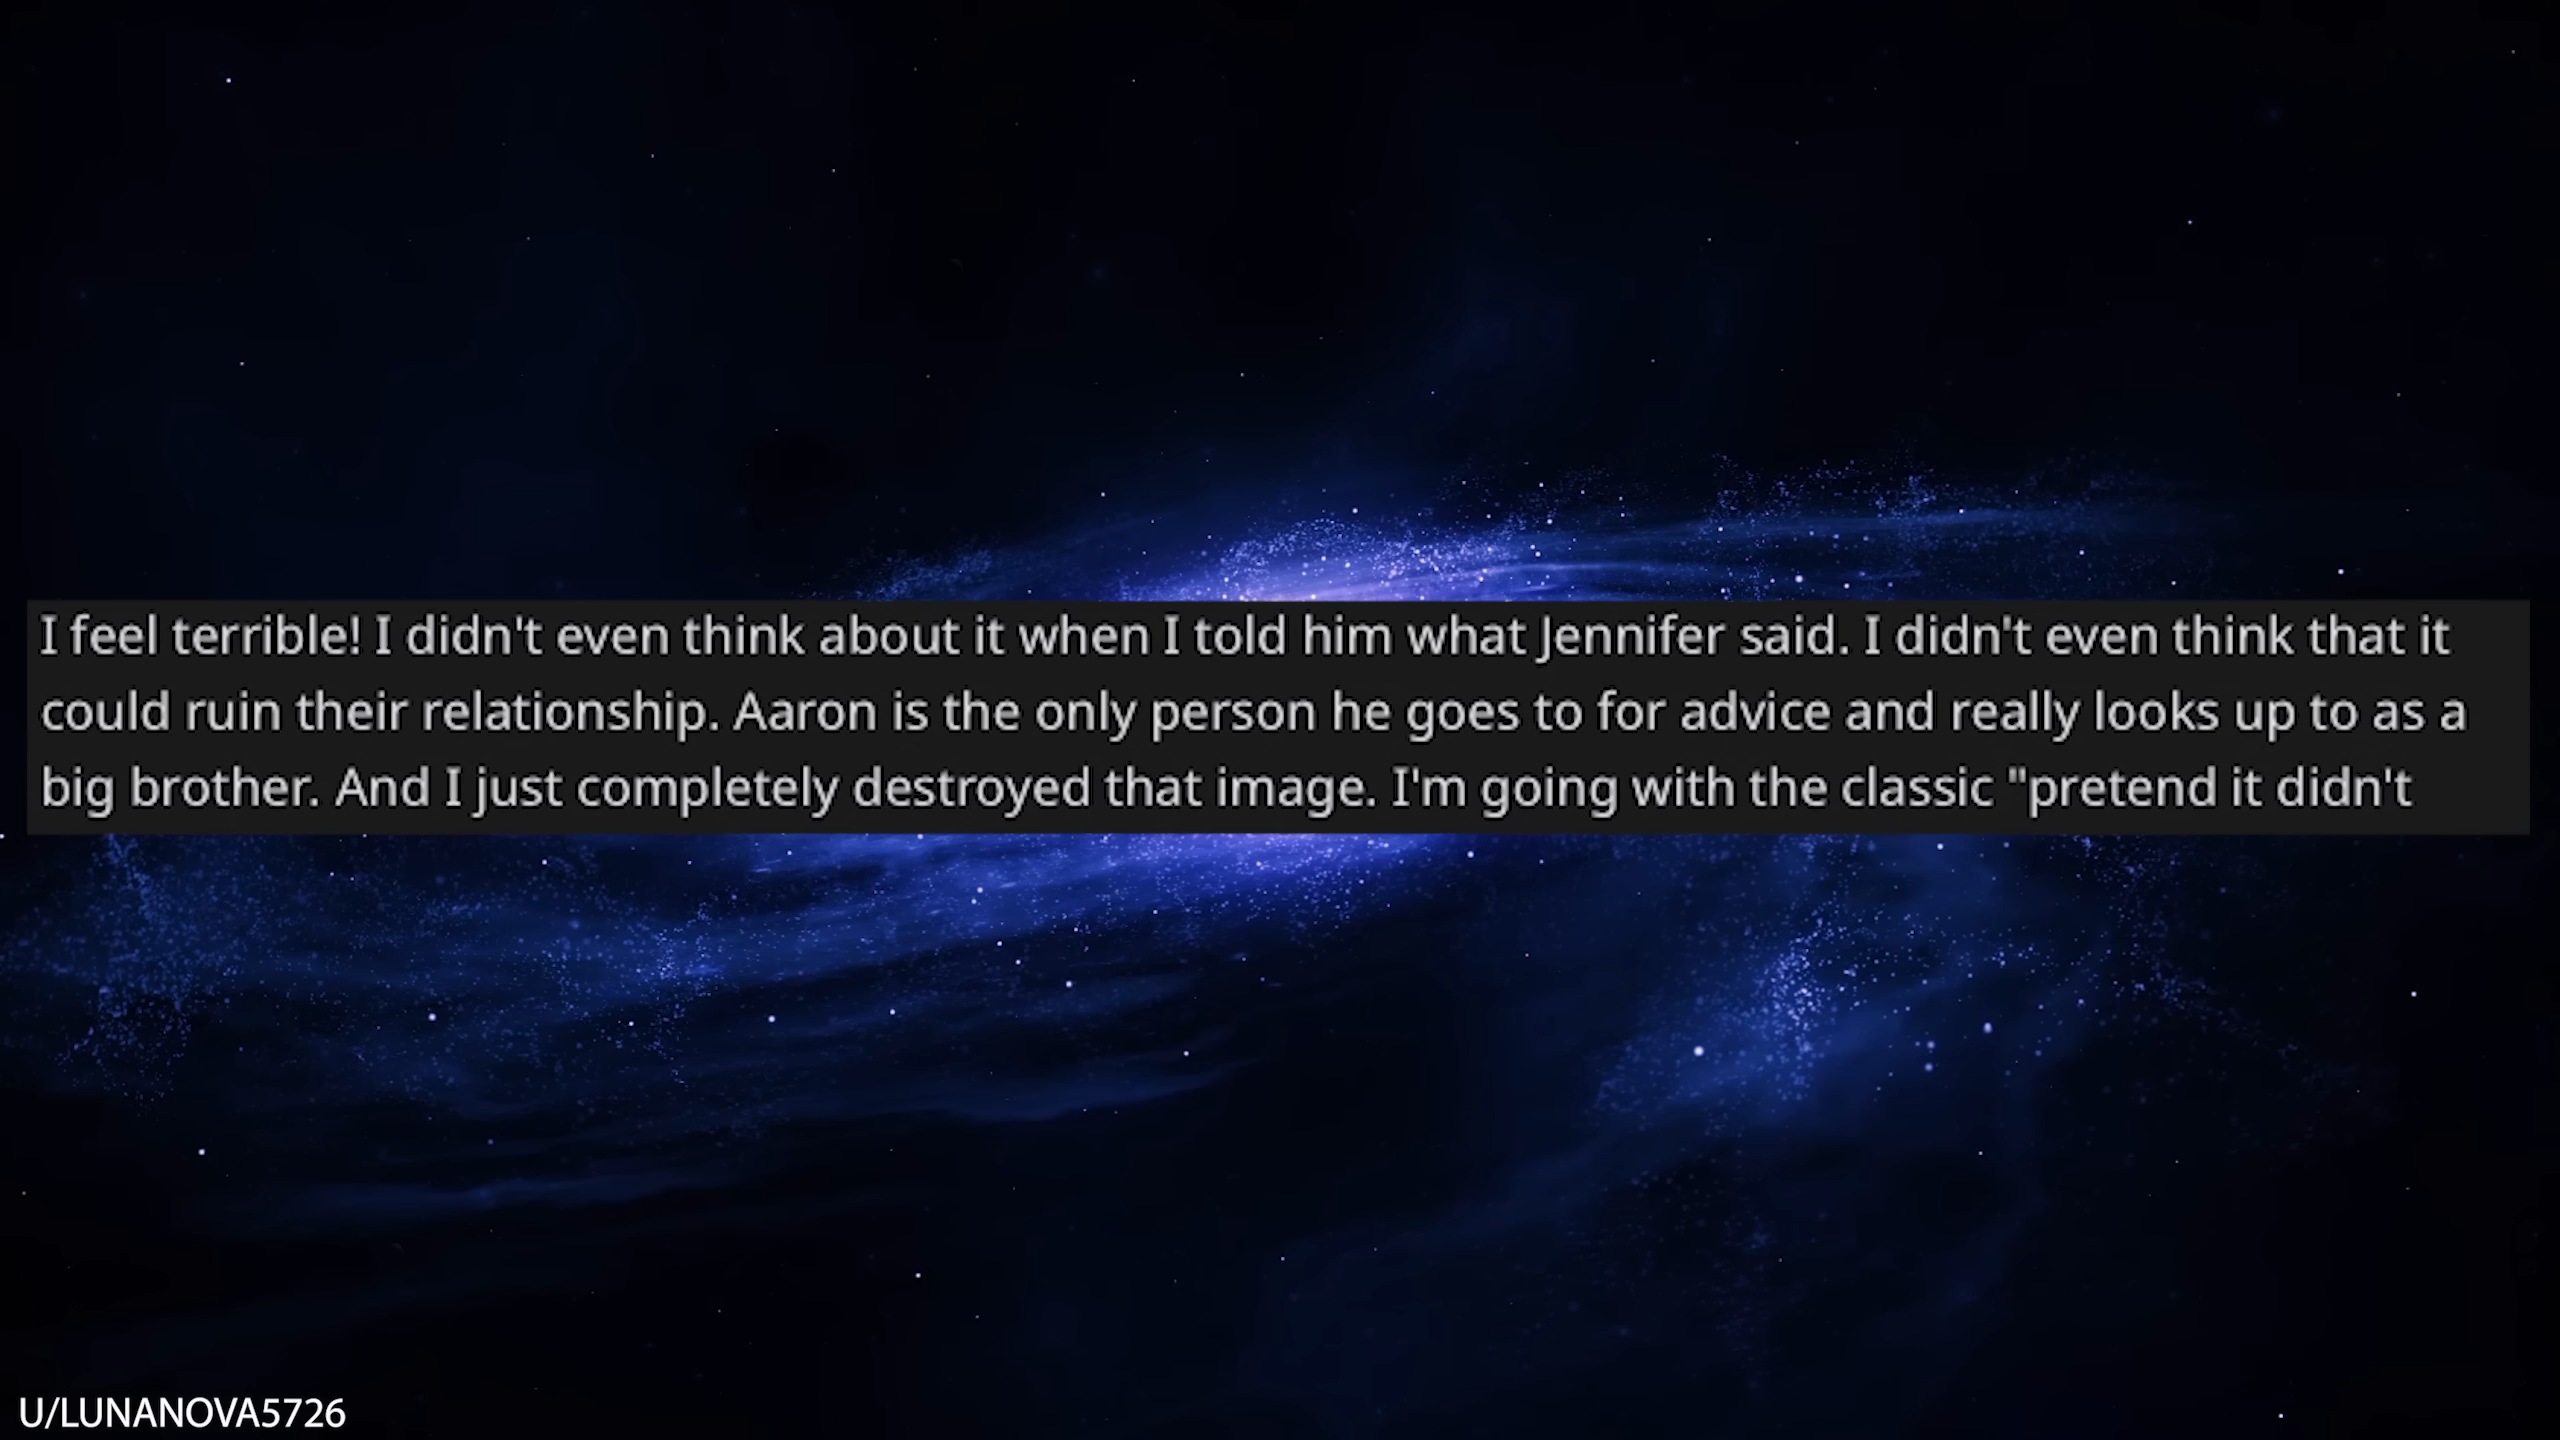 I feel terrible! I didn't even think about it when I told him what Jennifer said. I didn't even think that it
could ruin their relationship. Aaron is the only person he goes to for advice and really looks up to as a
big brother. And I just completely destroyed that image. I'm going with the classic "pretend it didn't
U/LUNANOVA5726